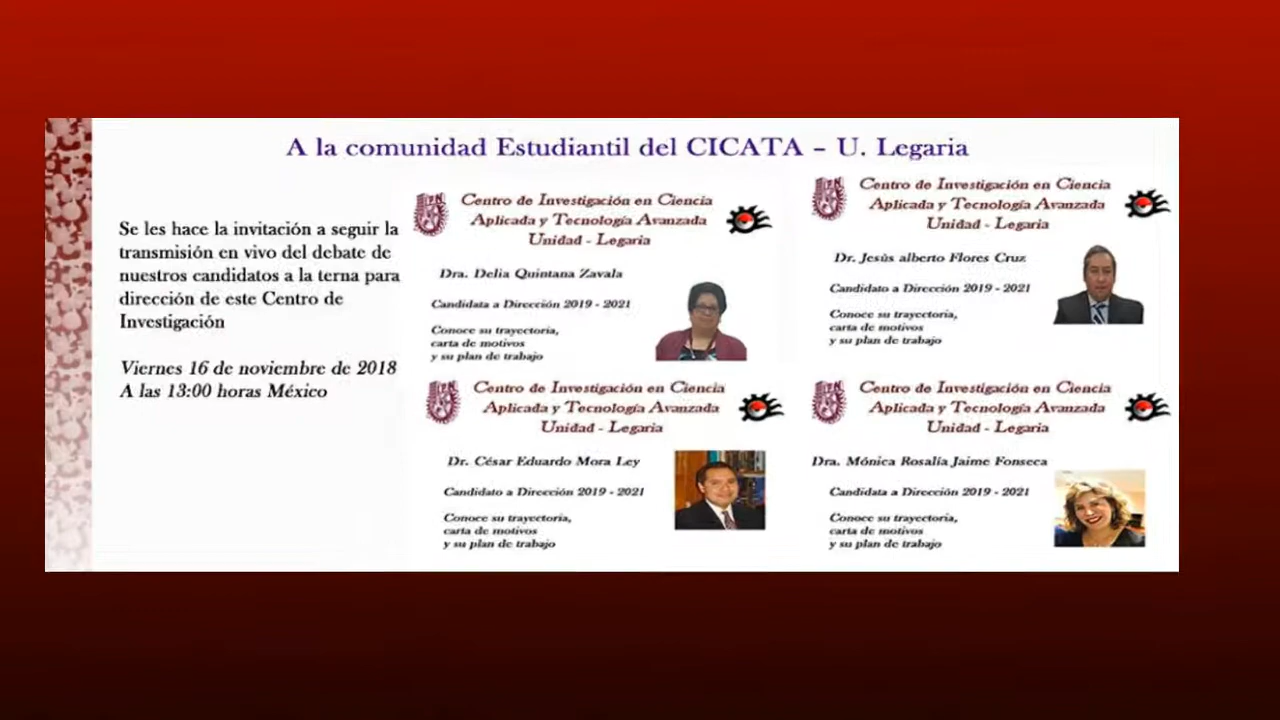 A la comunidad Estudiantil del CICATA – U. Legaria
Se les hace la invitación a seguir la
transmisión en vivo del debate de
nuestros candidatos a la terna para
dirección de este Centro de
Investigación
Viernes 16 de noviembre de 2018
A las 13:00 horas México
Centro de Investigación en Ciencia
Aplicada y Tecnología Avanzada
Unidad - Legaria
Dra. Delia Quintana Zavala
Candidata a Dirección 2019 - 2021
Conoce su trayectoria,
carta de motivos
y su plan de trabajo
Centro de Investigación en Ciencia
Aplicada y Tecnología Avanzada
Unidad - Legaria
Dr. Jesùs alberto Flores Cruz
Candidato a Dirección 2019 - 2021
Conoce su trayectoria,
carta de motivos
y su plan de trabajo
Centro de Investigación en Ciencia
Aplicada y Tecnología Avanzada
Unidad - Legaria
Dr. César Eduardo Mora Ley
Candidato a Dirección 2019 - 2021
Conoce su trayectoria,
carta de motivos
y su plan de trabajo
Centro de Investigación en Ciencia
Aplicada y Tecnología Avanzada
Unidad - Legaria
Dra. Mónica Rosalía Jaime Fonseca
Candidata a Dirección 2019 - 2021
Conoce su trayectoria,
carta de motivos
y su plan de trabajo